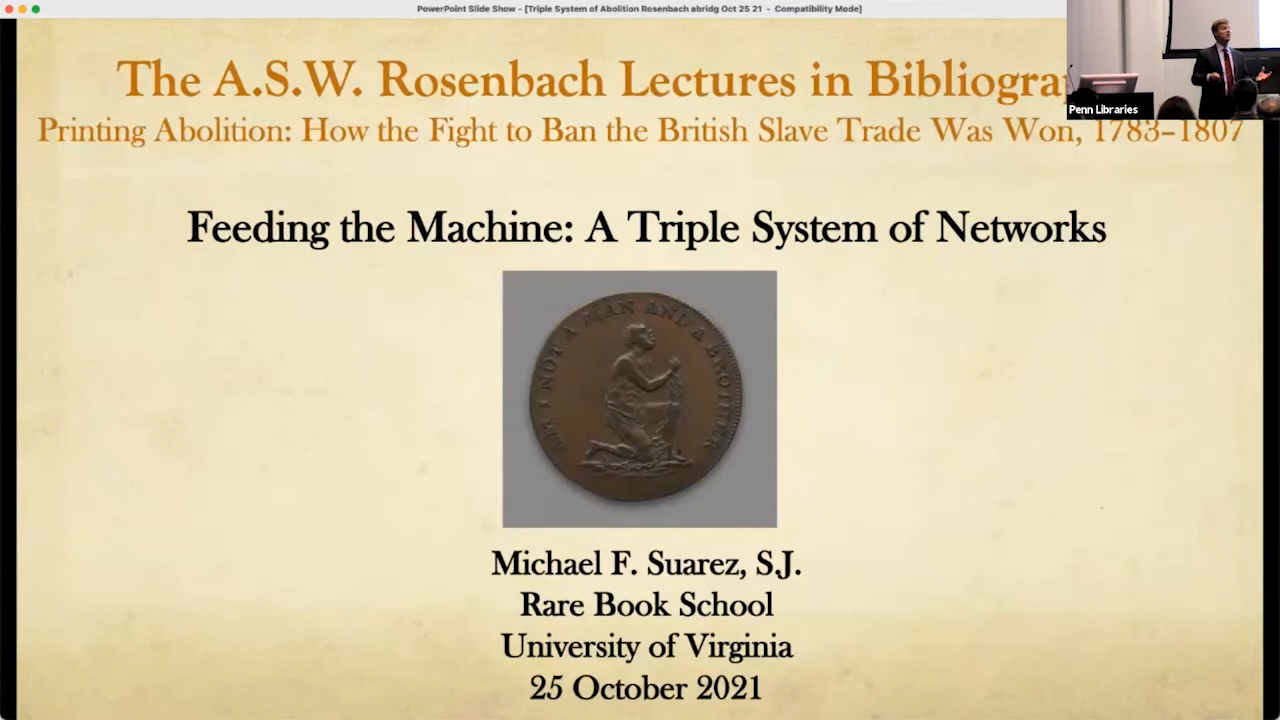 PowerPoint Slide Show - [Triple System of Abolition Rosenbach abridg Oct 25 21 - Compatibility Mode]
The A.S.W. Rosenbach Lectures in Bibliogra
Penn Libraries
Printing Abolition: How the Fight to Ban the British Slave Trade Was Won, 1783–1807
Feeding the Machine: A Triple System of Networks
AM I NOT A MAN AND A BROTHER
Michael F. Suarez, S.J.
Rare Book School
University of Virginia
25 October 2021